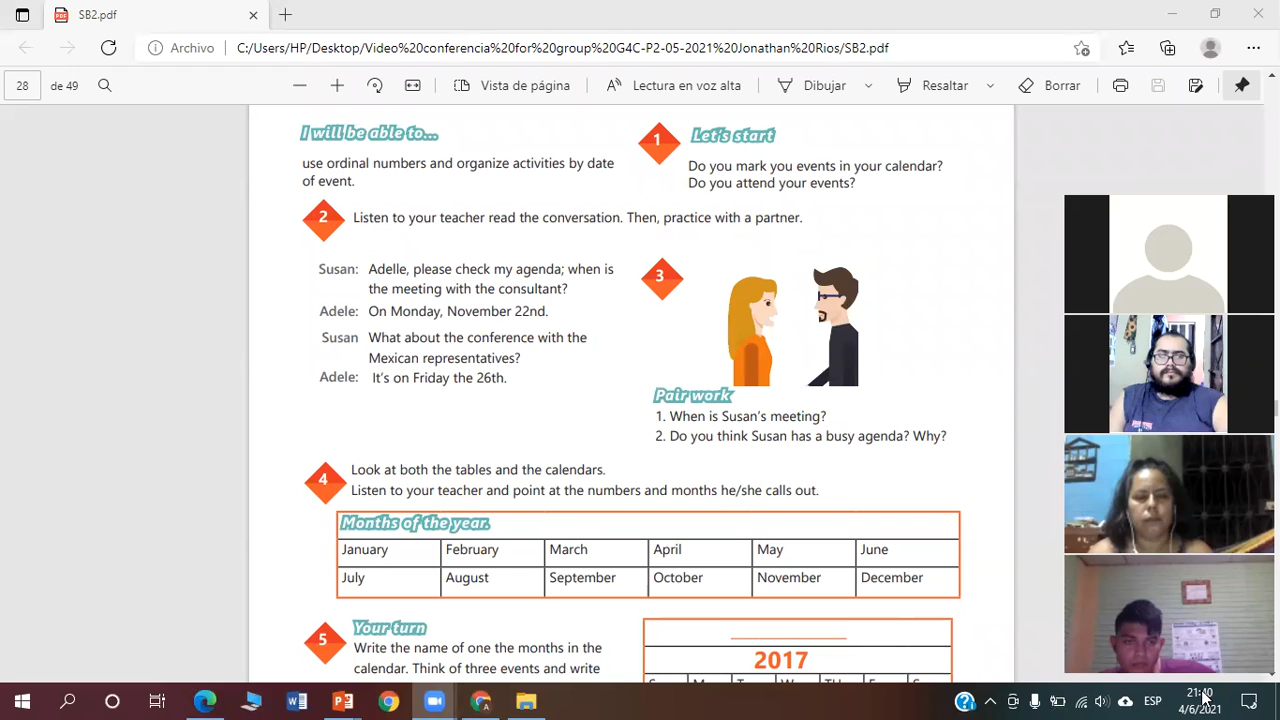 SB2.pdf
Archivo
C:/Users/HP/Desktop/Video%20conferencia%20for%20group%20G4C-P2-05-2021%20Jonathan%20Rios/SB2.pdf
28 de 49
Vista de página
Lectura en voz alta
Dibujar
Resaltar
Borrar
I will be able to...
use ordinal numbers and organize activities by date
of event.
1
Let's start
Do you mark you events in your calendar?
Do you attend your events?
2
Listen to your teacher read the conversation. Then, practice with a partner.
Susan: Adelle, please check my agenda; when is
the meeting with the consultant?
Adele: On Monday, November 22nd.
Susan What about the conference with the
Mexican representatives?
Adele: It's on Friday the 26th.
3
Pair work
1. When is Susan's meeting?
2. Do you think Susan has a busy agenda? Why?
4
Look at both the tables and the calendars.
Listen to your teacher and point at the numbers and months he/she calls out.
Months of the year.
January February March April May June
July August September October November December
5
Your turn
Write the name of one the months in the
calendar. Think of three events and write
2017
ESP
4/6/2021